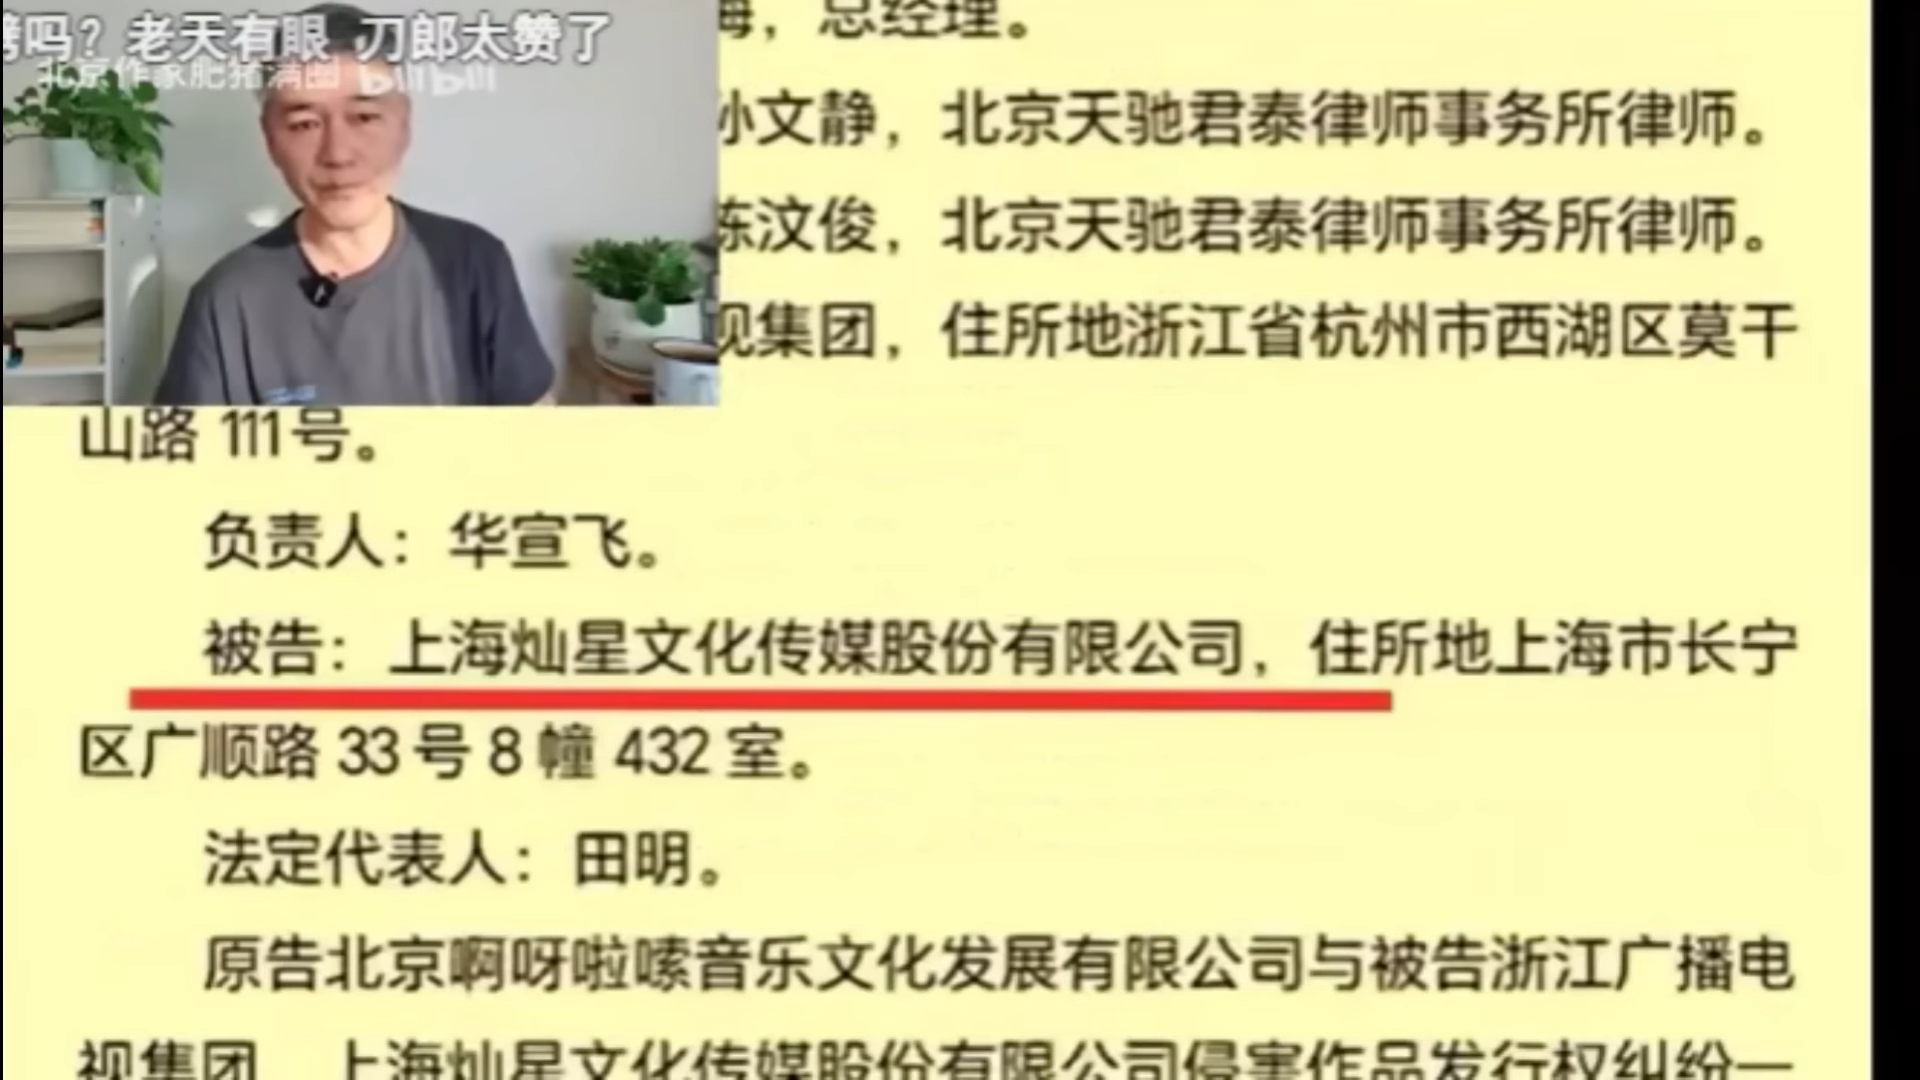 吗？老天有眼 刀郎太赞了
北京作家肥猪满圈 bilibili
海，总经理。
孙文静，北京天驰君泰律师事务所律师。
陈汶俊，北京天驰君泰律师事务所律师。
视集团，住所地浙江省杭州市西湖区莫干
山路 111号。
负责人：华宣飞。
被告：上海灿星文化传媒股份有限公司，住所地上海市长宁
区广顺路 33 号 8 幢 432 室。
法定代表人：田明。
原告北京啊呀啦嗦音乐文化发展有限公司与被告浙江广播电
视集团、上海灿星文化传媒股份有限公司侵害作品发行权纠纷一